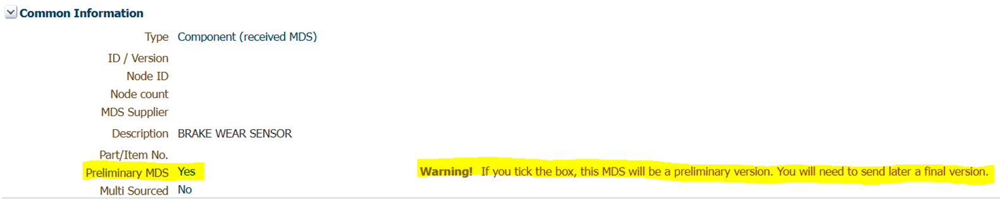 Common Information
Type Component (received MDS)
ID / Version
Node ID
Node count
MDS Supplier
Description BRAKE WEAR SENSOR
Part/Item No.
Preliminary MDS Yes Warning! If you tick the box, this MDS will be a preliminary version. You will need to send later a final version.
Multi Sourced No